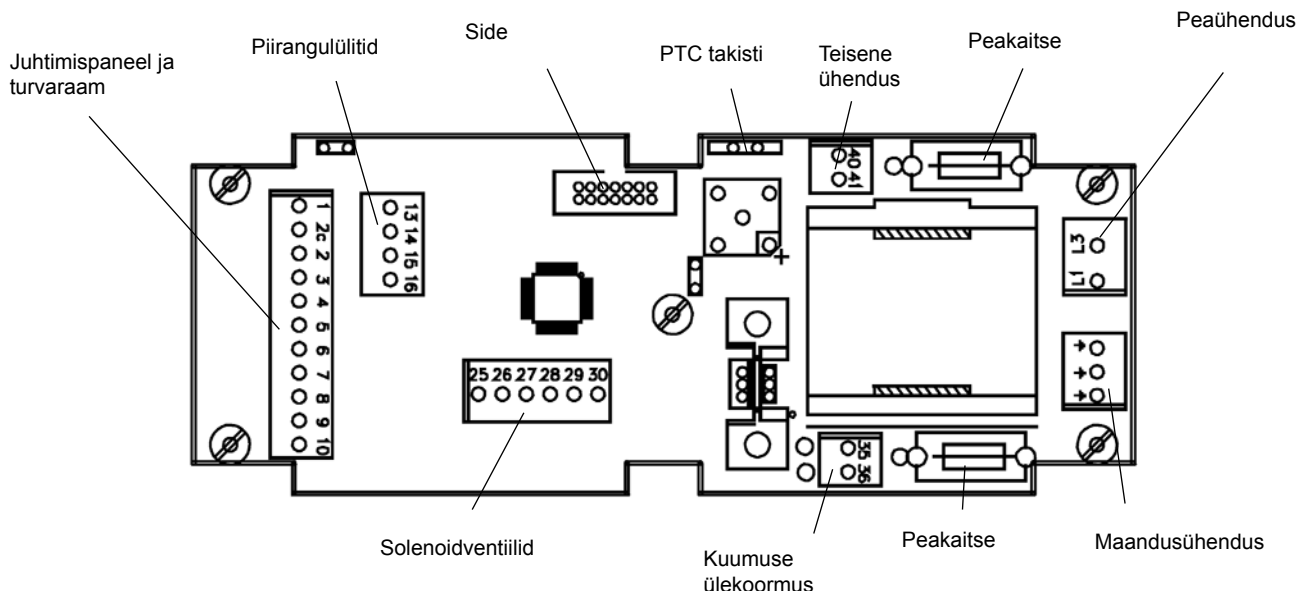 Juhtimispaneel ja
turvaraam
Piirangulülitid
Side
PTC takisti
Teisene
ühendus
Peakaitse
Peaühendus
1
2c
2
3
4
5
6
7
8
9
10
13
14
15
16
25 26 27 28 29 30
40
41
+
L3
L1
35
36
Solenoidventiilid
Kuumuse
ülekoormus
Peakaitse
Maandusühendus